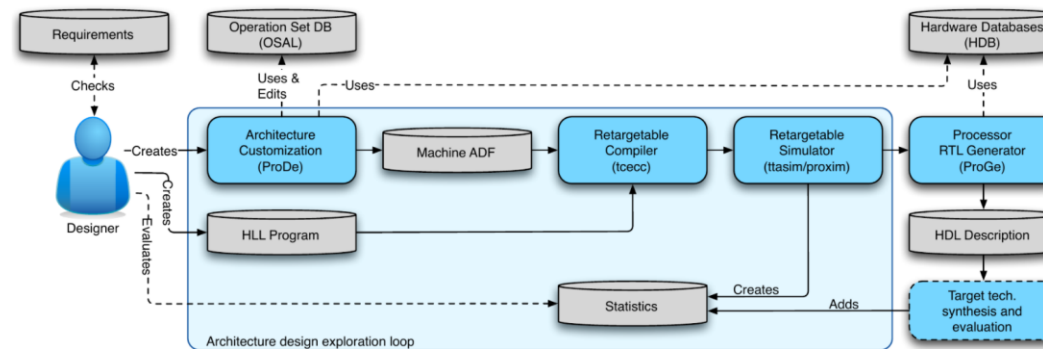 Requirements
Operation Set DB
(OSAL)
Hardware Databases
(HDB)
Checks
Uses &
Edits
Uses
Uses
Creates
Architecture
Customization
(ProDe)
Machine ADF
Retargetable
Compiler
(tcecc)
Retargetable
Simulator
(ttasim/proxim)
Processor
RTL Generator
(ProGe)
Creates
Designer
Evaluates
HLL Program
HDL Description
Creates
Statistics
Adds
Target tech.
synthesis and
evaluation
Architecture design exploration loop